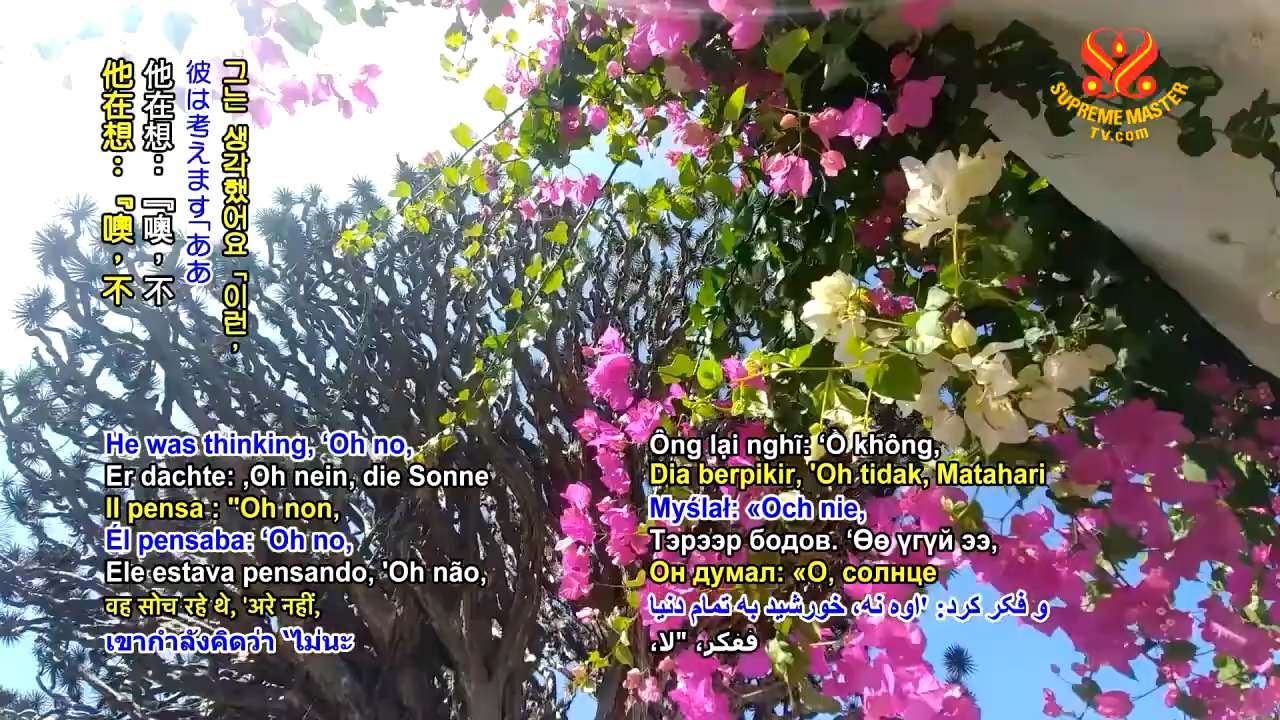 SUPREME MASTER
TV.com
他在想：『噢，不
他在想：『噢，不
彼は考えます「ああ
그는 생각했어요 「이런,
He was thinking, ‘Oh no,
Er dachte: ‚Oh nein, die Sonne
Il pensa : "Oh non,
Él pensaba: ‘Oh no,
Ele estava pensando, 'Oh não,
वह सोच रहे थे, 'अरे नहीं,
เขากำลังคิดว่า “ไม่นะ
Ông lại nghĩ: ‘Ồ không,
Dia berpikir, 'Oh tidak, Matahari
Myślał: «Och nie,
Тэрээр бодов. ‘Өө үгүй ээ,
Он думал: «О, солнце
و فکر کرد: 'اوه نه، خورشید به تمام دنیا
ففكر، "لا،